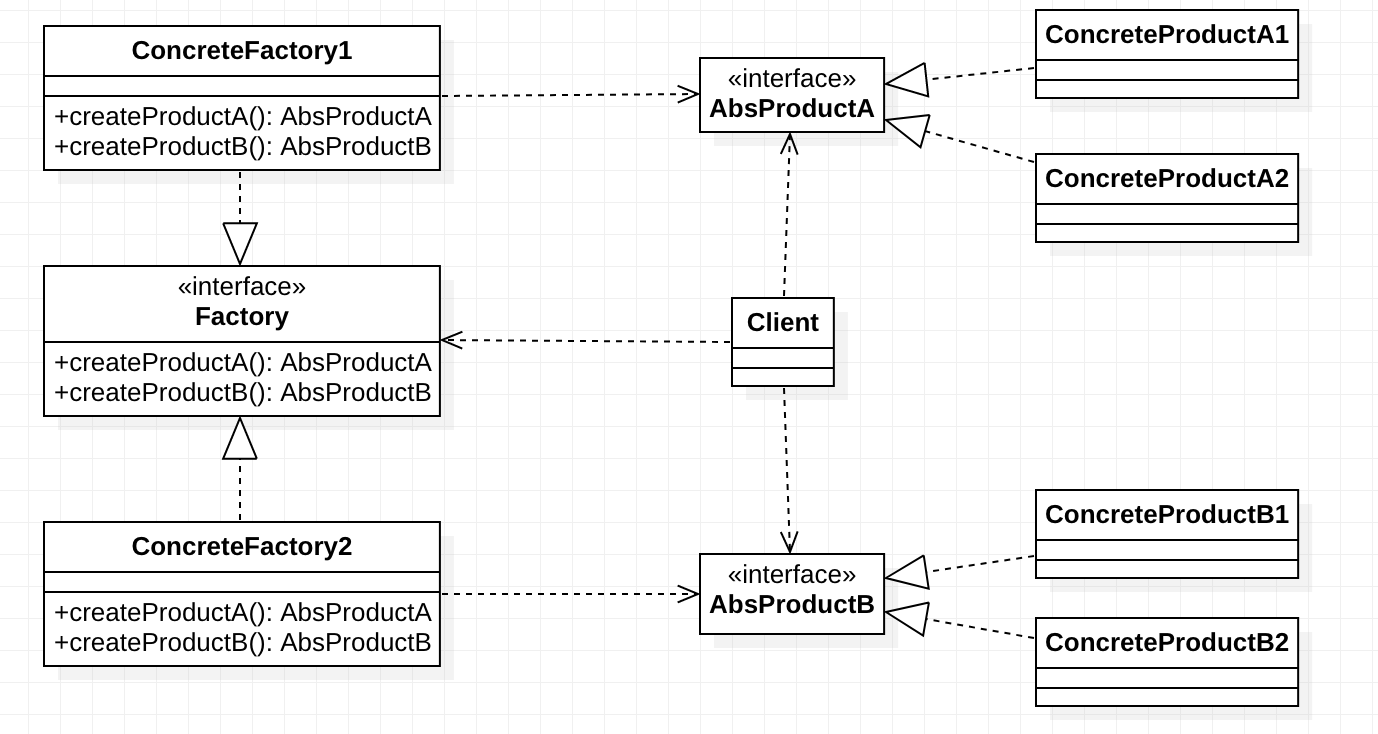 ConcreteFactory1
+createProductA(): AbsProductA
+createProductB(): AbsProductB
«interface»
Factory
+createProductA(): AbsProductA
+createProductB(): AbsProductB
ConcreteFactory2
+createProductA(): AbsProductA
+createProductB(): AbsProductB
«interface»
AbsProductA
Client
«interface»
AbsProductB
ConcreteProductA1
ConcreteProductA2
ConcreteProductB1
ConcreteProductB2